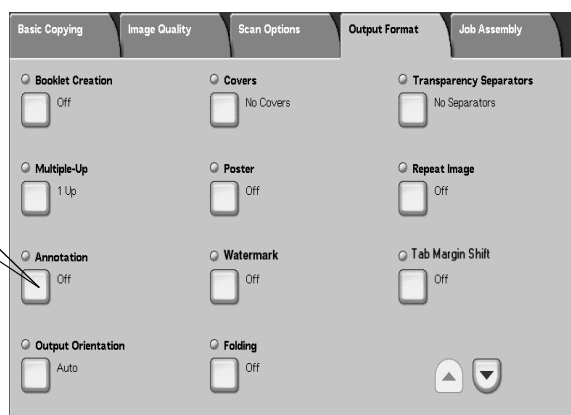 Basic Copying Image Quality Scan Options Output Format Job Assembly
Booklet Creation Covers Transparency Separators
Off No Covers No Separators
Multiple-Up Poster Repeat Image
1 Up Off Off
Annotation Watermark Tab Margin Shift
Off Off Off
Output Orientation Folding
Auto Off